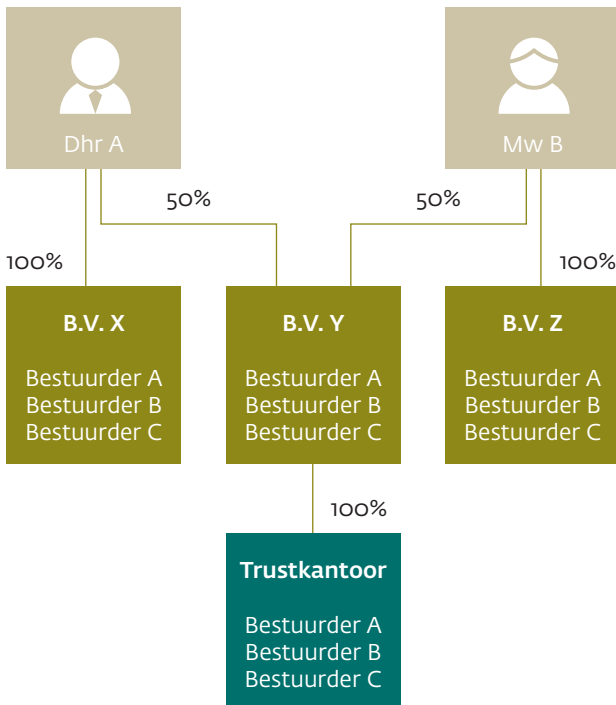 Dhr A
Mw B
50%
50%
100%
100%
B.V. X
Bestuurder A
Bestuurder B
Bestuurder C
B.V. Y
Bestuurder A
Bestuurder B
Bestuurder C
B.V. Z
Bestuurder A
Bestuurder B
Bestuurder C
100%
Trustkantoor
Bestuurder A
Bestuurder B
Bestuurder C